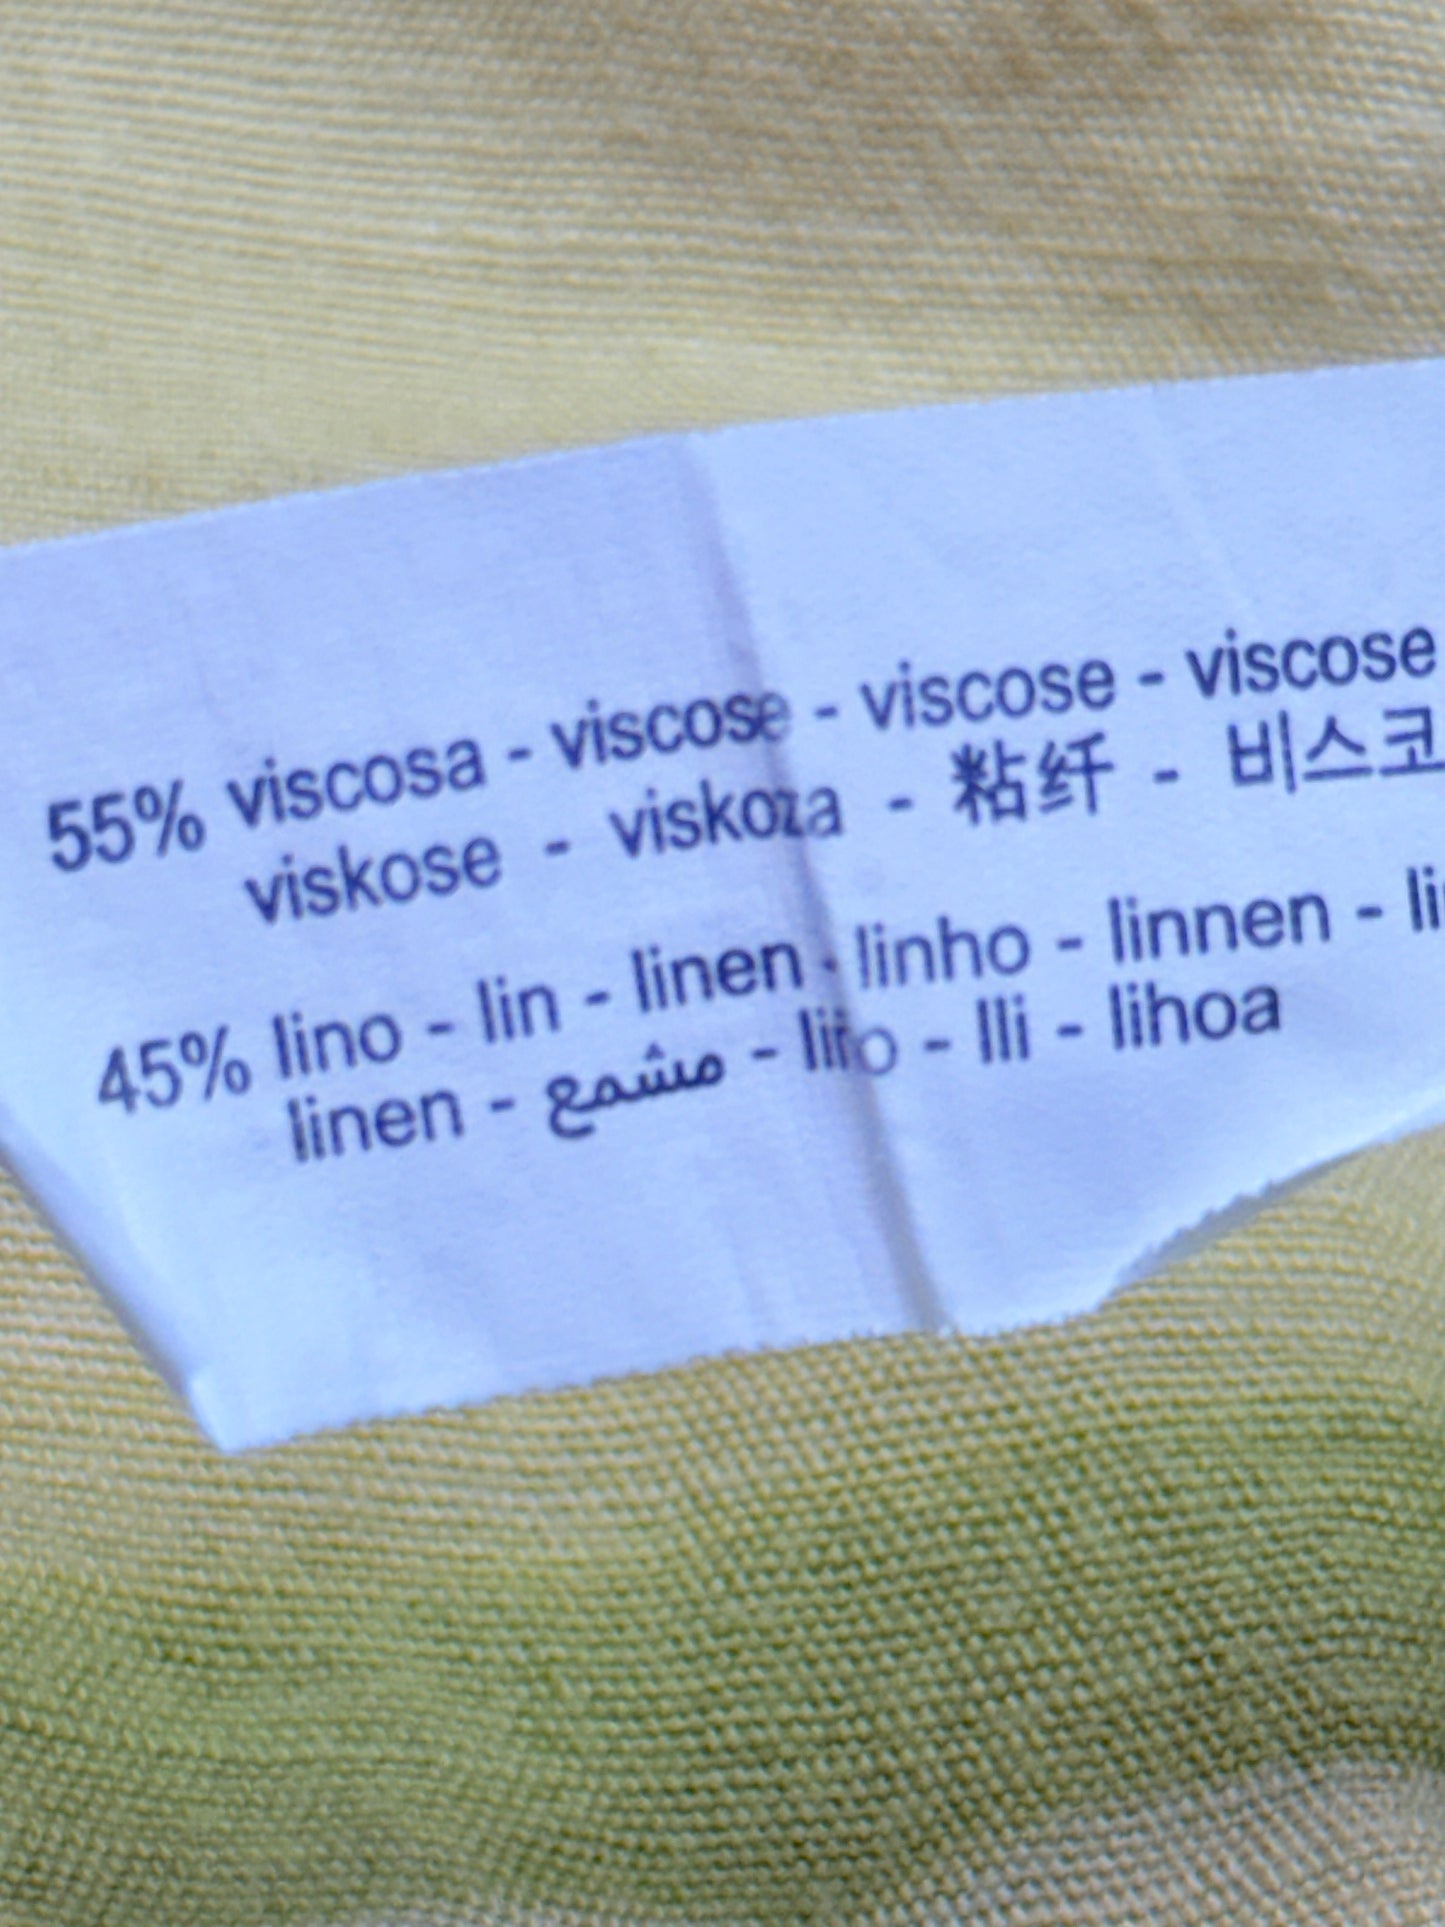 55% viscosa - viscose - viscose - viscose
viskose - viskoza - 粘纤 - 비스코
45% lino - lin - linen - linho - linnen -
linen - مشمع - lino - lli - lihoa